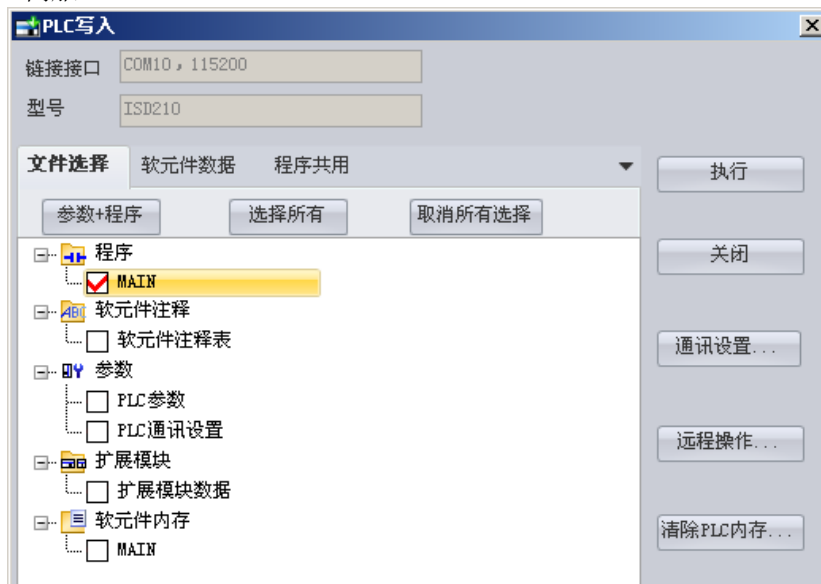 PLC写入
链接接口 COM10，115200
型号 ISD210
文件选择 软元件数据 程序共用
执行
参数+程序 选择所有 取消所有选择
程序
关闭
MAIN
ABC 软元件注释
软元件注释表
通讯设置...
参数
PLC参数
PLC通讯设置
远程操作...
扩展模块
扩展模块数据
软元件内存
清除PLC内存...
MAIN